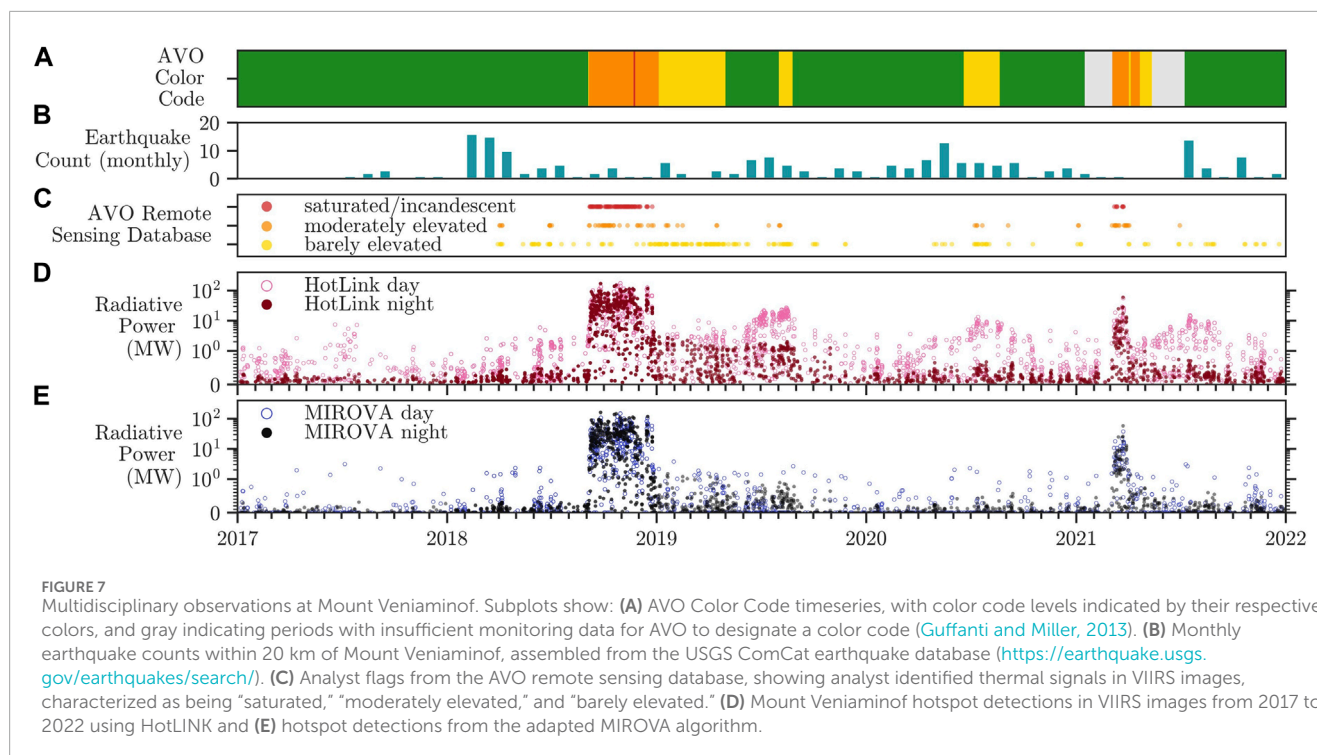 A
AVO
Color
Code
B
Earthquake
Count (monthly)
20
10
0
C
AVO Remote
Sensing Database
saturated/incandescent
moderately elevated
barely elevated
D
Radiative
Power
(MW)
10²
10¹
10⁰
0
HotLink day
HotLink night
E
Radiative
Power
(MW)
10²
10¹
10⁰
0
MIROVA day
MIROVA night
2017 2018 2019 2020 2021 2022
FIGURE 7
Multidisciplinary observations at Mount Veniaminof. Subplots show: (A) AVO Color Code timeseries, with color code levels indicated by their respective
colors, and gray indicating periods with insufficient monitoring data for AVO to designate a color code (Guffanti and Miller, 2013). (B) Monthly
earthquake counts within 20 km of Mount Veniaminof, assembled from the USGS ComCat earthquake database (https://earthquake.usgs.
gov/earthquakes/search/). (C) Analyst flags from the AVO remote sensing database, showing analyst identified thermal signals in VIIRS images,
characterized as being “saturated,” “moderately elevated,” and “barely elevated.” (D) Mount Veniaminof hotspot detections in VIIRS images from 2017 to
2022 using HotLINK and (E) hotspot detections from the adapted MIROVA algorithm.